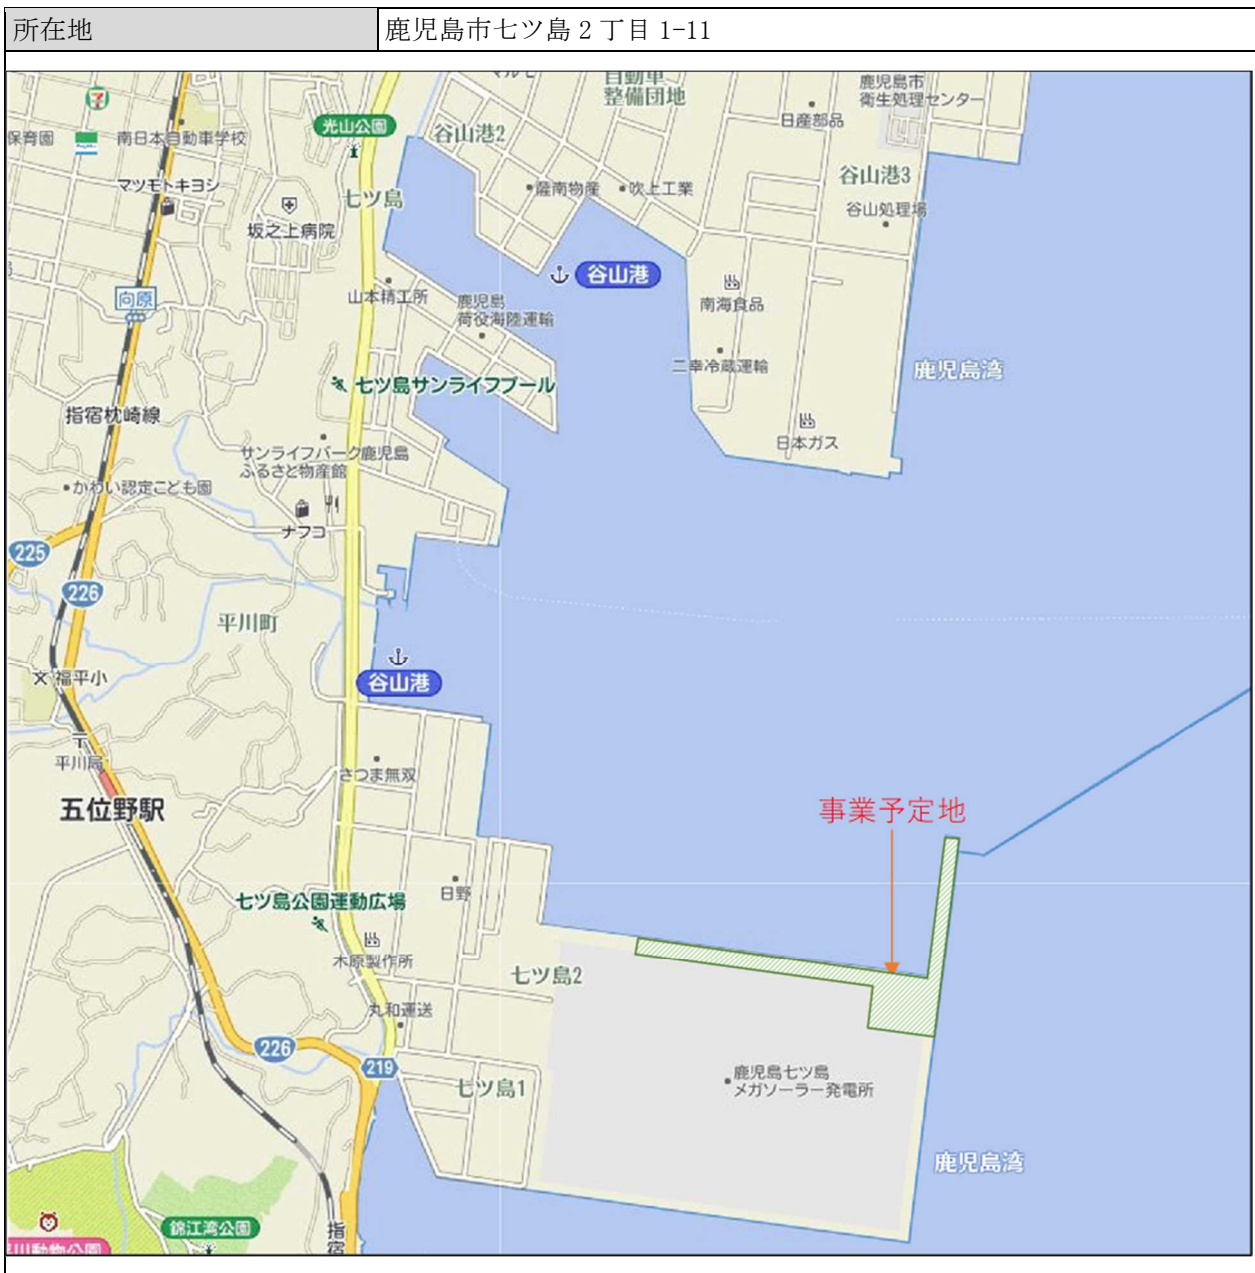 所在地
鹿児島市七ツ島2丁目1-11
マルモ
自動車
整備団地
鹿児島市
衛生処理センター
日産部品
光山公園
谷山港2
保育園
南日本自動車学校
谷山港3
マツモトキヨシ
七ツ島
薩南物産
吹上工業
谷山処理場
坂之上病院
谷山港
向原
山本精工所
鹿児島
荷役海陸運輸
南海食品
二幸冷蔵運輸
鹿児島湾
七ツ島サンライフプール
指宿枕崎線
日本ガス
サンライフパーク鹿児島
ふるさと物産館
かわい認定こども園
ナフコ
225
226
平川町
福平小
谷山港
平川局
さつま無双
五位野駅
事業予定地
日野
七ツ島公園運動広場
木原製作所
七ツ島2
丸和運送
226
219
鹿児島七ツ島
メガソーラー発電所
七ツ島1
鹿児島湾
錦江湾公園
指宿
川動物公園